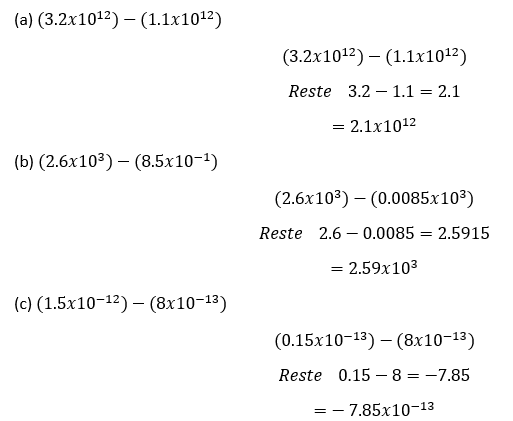 (a) (3.2x10¹²) − (1.1x10¹²)
(3.2x10¹²) − (1.1x10¹²)
Reste 3.2 − 1.1 = 2.1
= 2.1x10¹²
(b) (2.6x10³) − (8.5x10⁻¹)
(2.6x10³) − (0.0085x10³)
Reste 2.6 − 0.0085 = 2.5915
= 2.59x10³
(c) (1.5x10⁻¹²) − (8x10⁻¹³)
(0.15x10⁻¹³) − (8x10⁻¹³)
Reste 0.15 − 8 = −7.85
= − 7.85x10⁻¹³